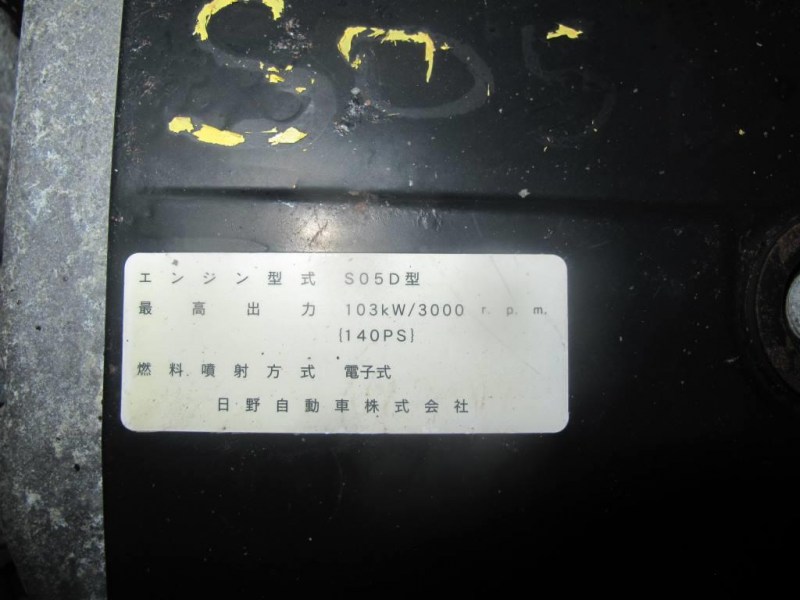 S05
エンジン型式 S05D型
最高出力 103kW/3000 r.p.m.
{140PS}
燃料噴射方式 電子式
日野自動車株式会社